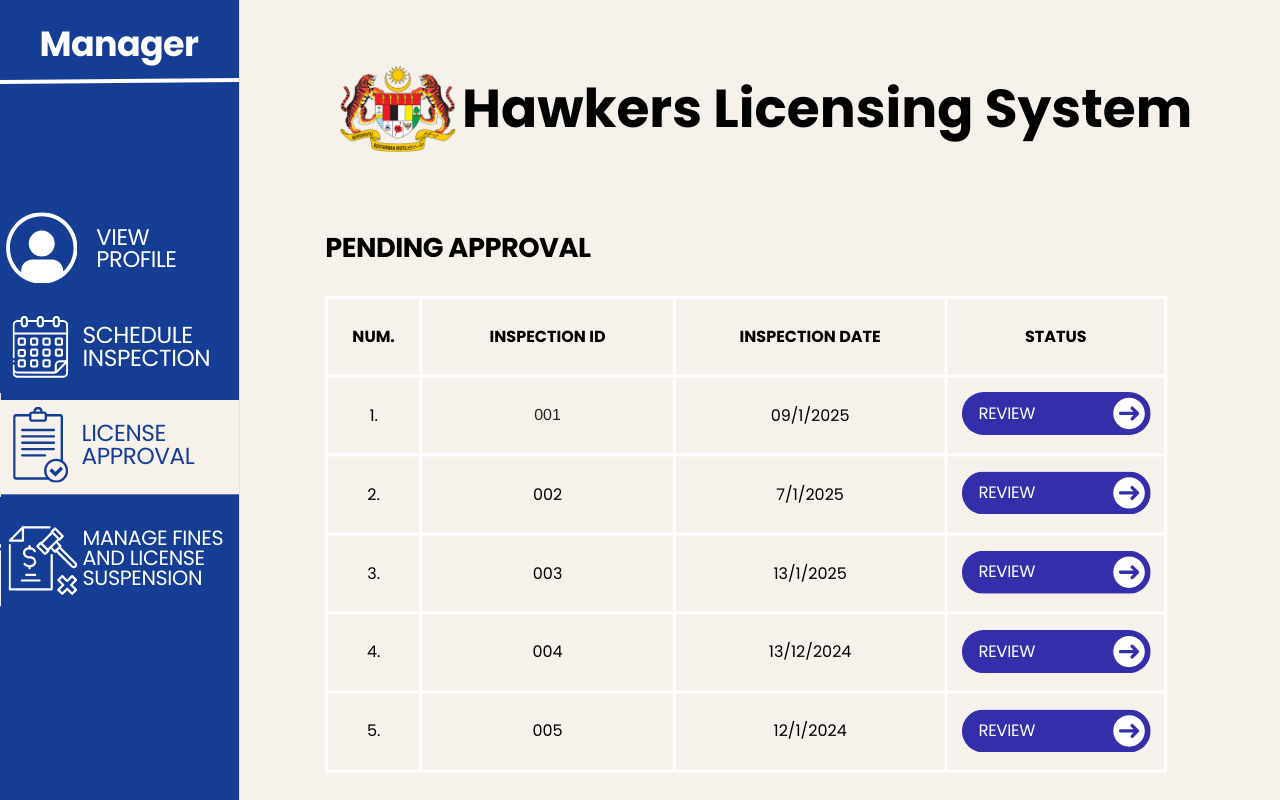 Manager
Hawkers Licensing System
VIEW
PROFILE
SCHEDULE
INSPECTION
LICENSE
APPROVAL
MANAGE FINES
AND LICENSE
SUSPENSION
PENDING APPROVAL
NUM. INSPECTION ID INSPECTION DATE STATUS
1. 001 09/1/2025 REVIEW
2. 002 7/1/2025 REVIEW
3. 003 13/1/2025 REVIEW
4. 004 13/12/2024 REVIEW
5. 005 12/1/2024 REVIEW